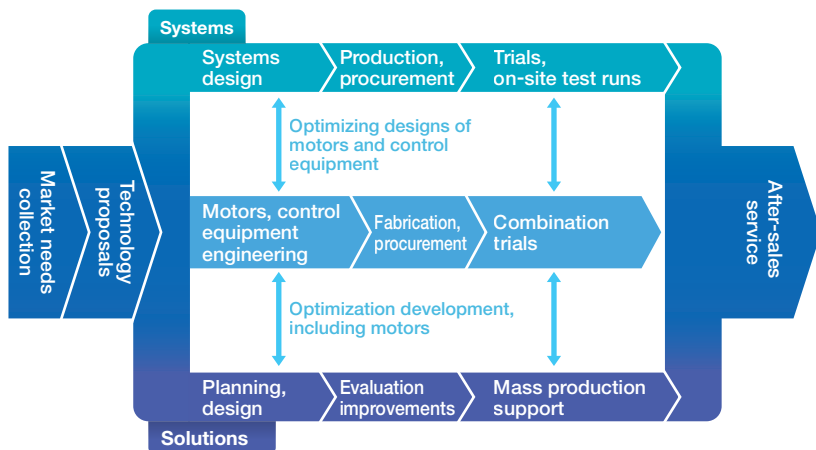 Systems
Systems
design
Production,
procurement
Trials,
on-site test runs
Optimizing designs of
motors and control
equipment
Market needs
collection
Technology
proposals
Motors, control
equipment
engineering
Fabrication,
procurement
Combination
trials
After-sales
service
Optimization development,
including motors
Planning,
design
Evaluation
improvements
Mass production
support
Solutions